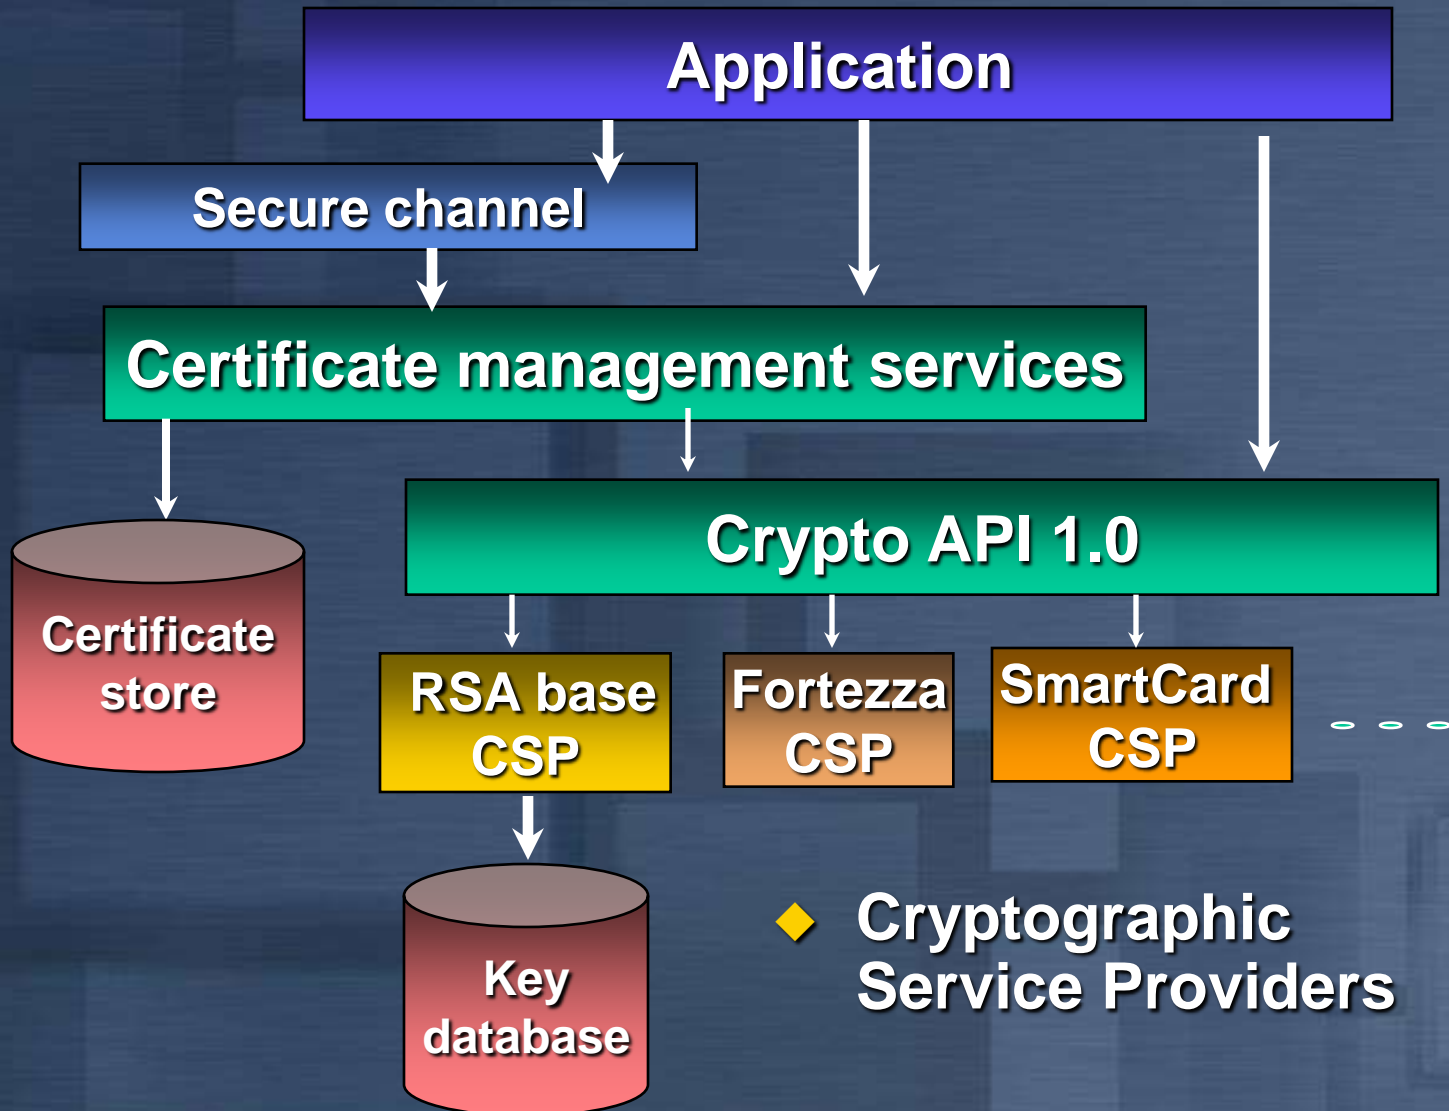 Application
Secure channel
Certificate management services
Crypto API 1.0
Certificate
store
RSA base
CSP
Fortezza
CSP
SmartCard
CSP
Key
database
Cryptographic
Service Providers